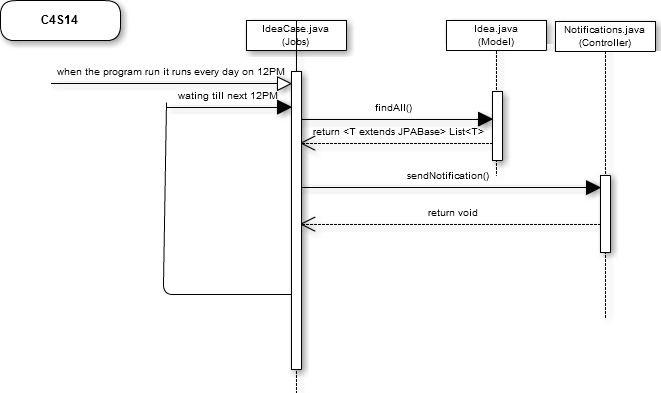 C4S14
IdeaCase.java
(Jobs)
Idea.java
(Model)
Notifications.java
(Controller)
when the program run it runs every day on 12PM
wating till next 12PM
findAll()
return <T extends JPABase> List<T>
sendNotification()
return void